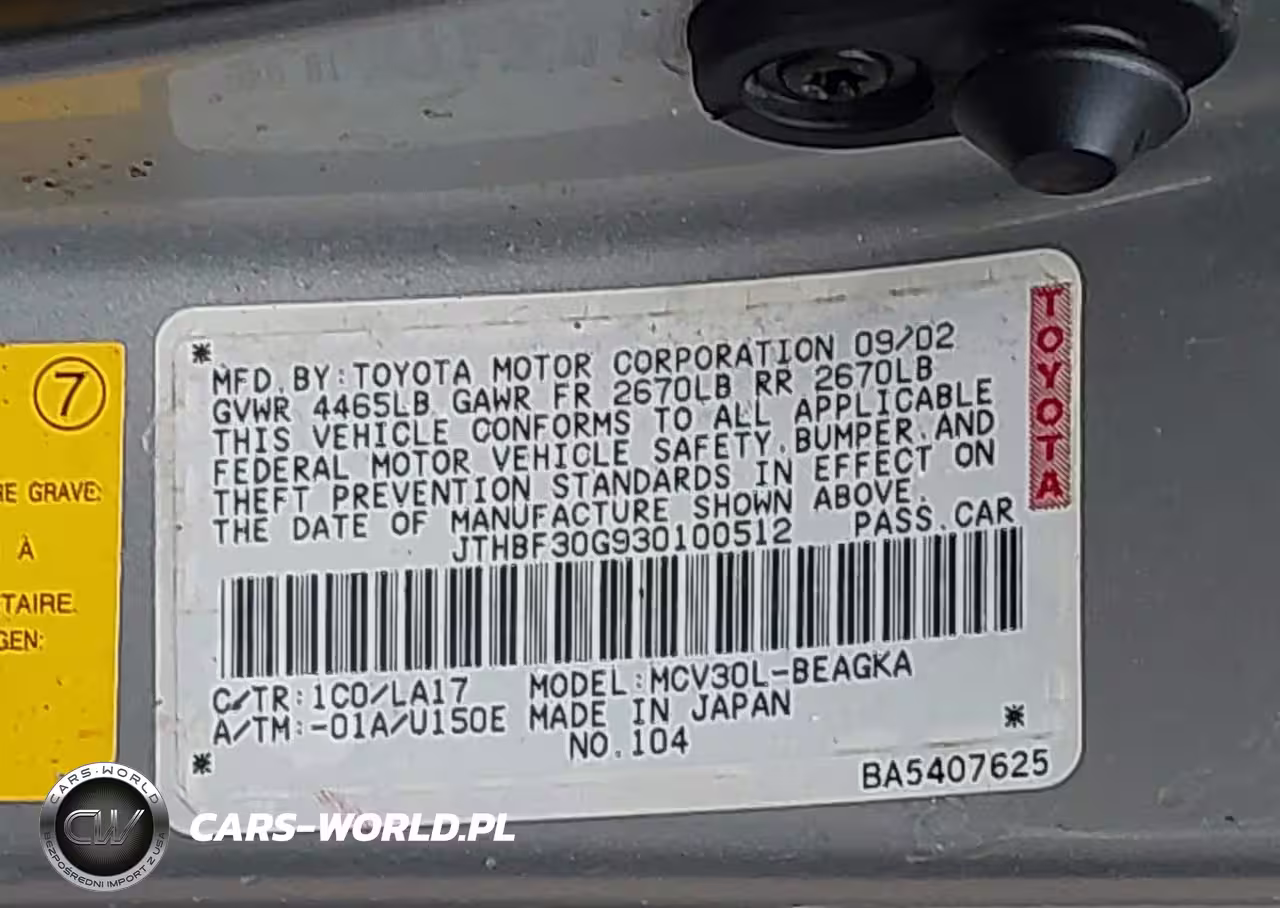 7
RE GRAVE:
À
TAIRE.
GEN:
MFD. BY: TOYOTA MOTOR CORPORATION 09/02
GVWR 4465LB GAWR FR 2670LB RR 2670LB
THIS VEHICLE CONFORMS TO ALL APPLICABLE
FEDERAL MOTOR VEHICLE SAFETY, BUMPER, AND
THEFT PREVENTION STANDARDS IN EFFECT ON
THE DATE OF MANUFACTURE SHOWN ABOVE.
JTHBF30G930100512 PASS. CAR
TOYOTA
C/TR: 1C0/LA17 MODEL: MCV30L-BEAGKA
A/TM: -01A/U150E MADE IN JAPAN
NO. 104
BA5407625
CARS-WORLD
CW
BEZPOŚREDNI IMPORT Z USA
CARS-WORLD.PL